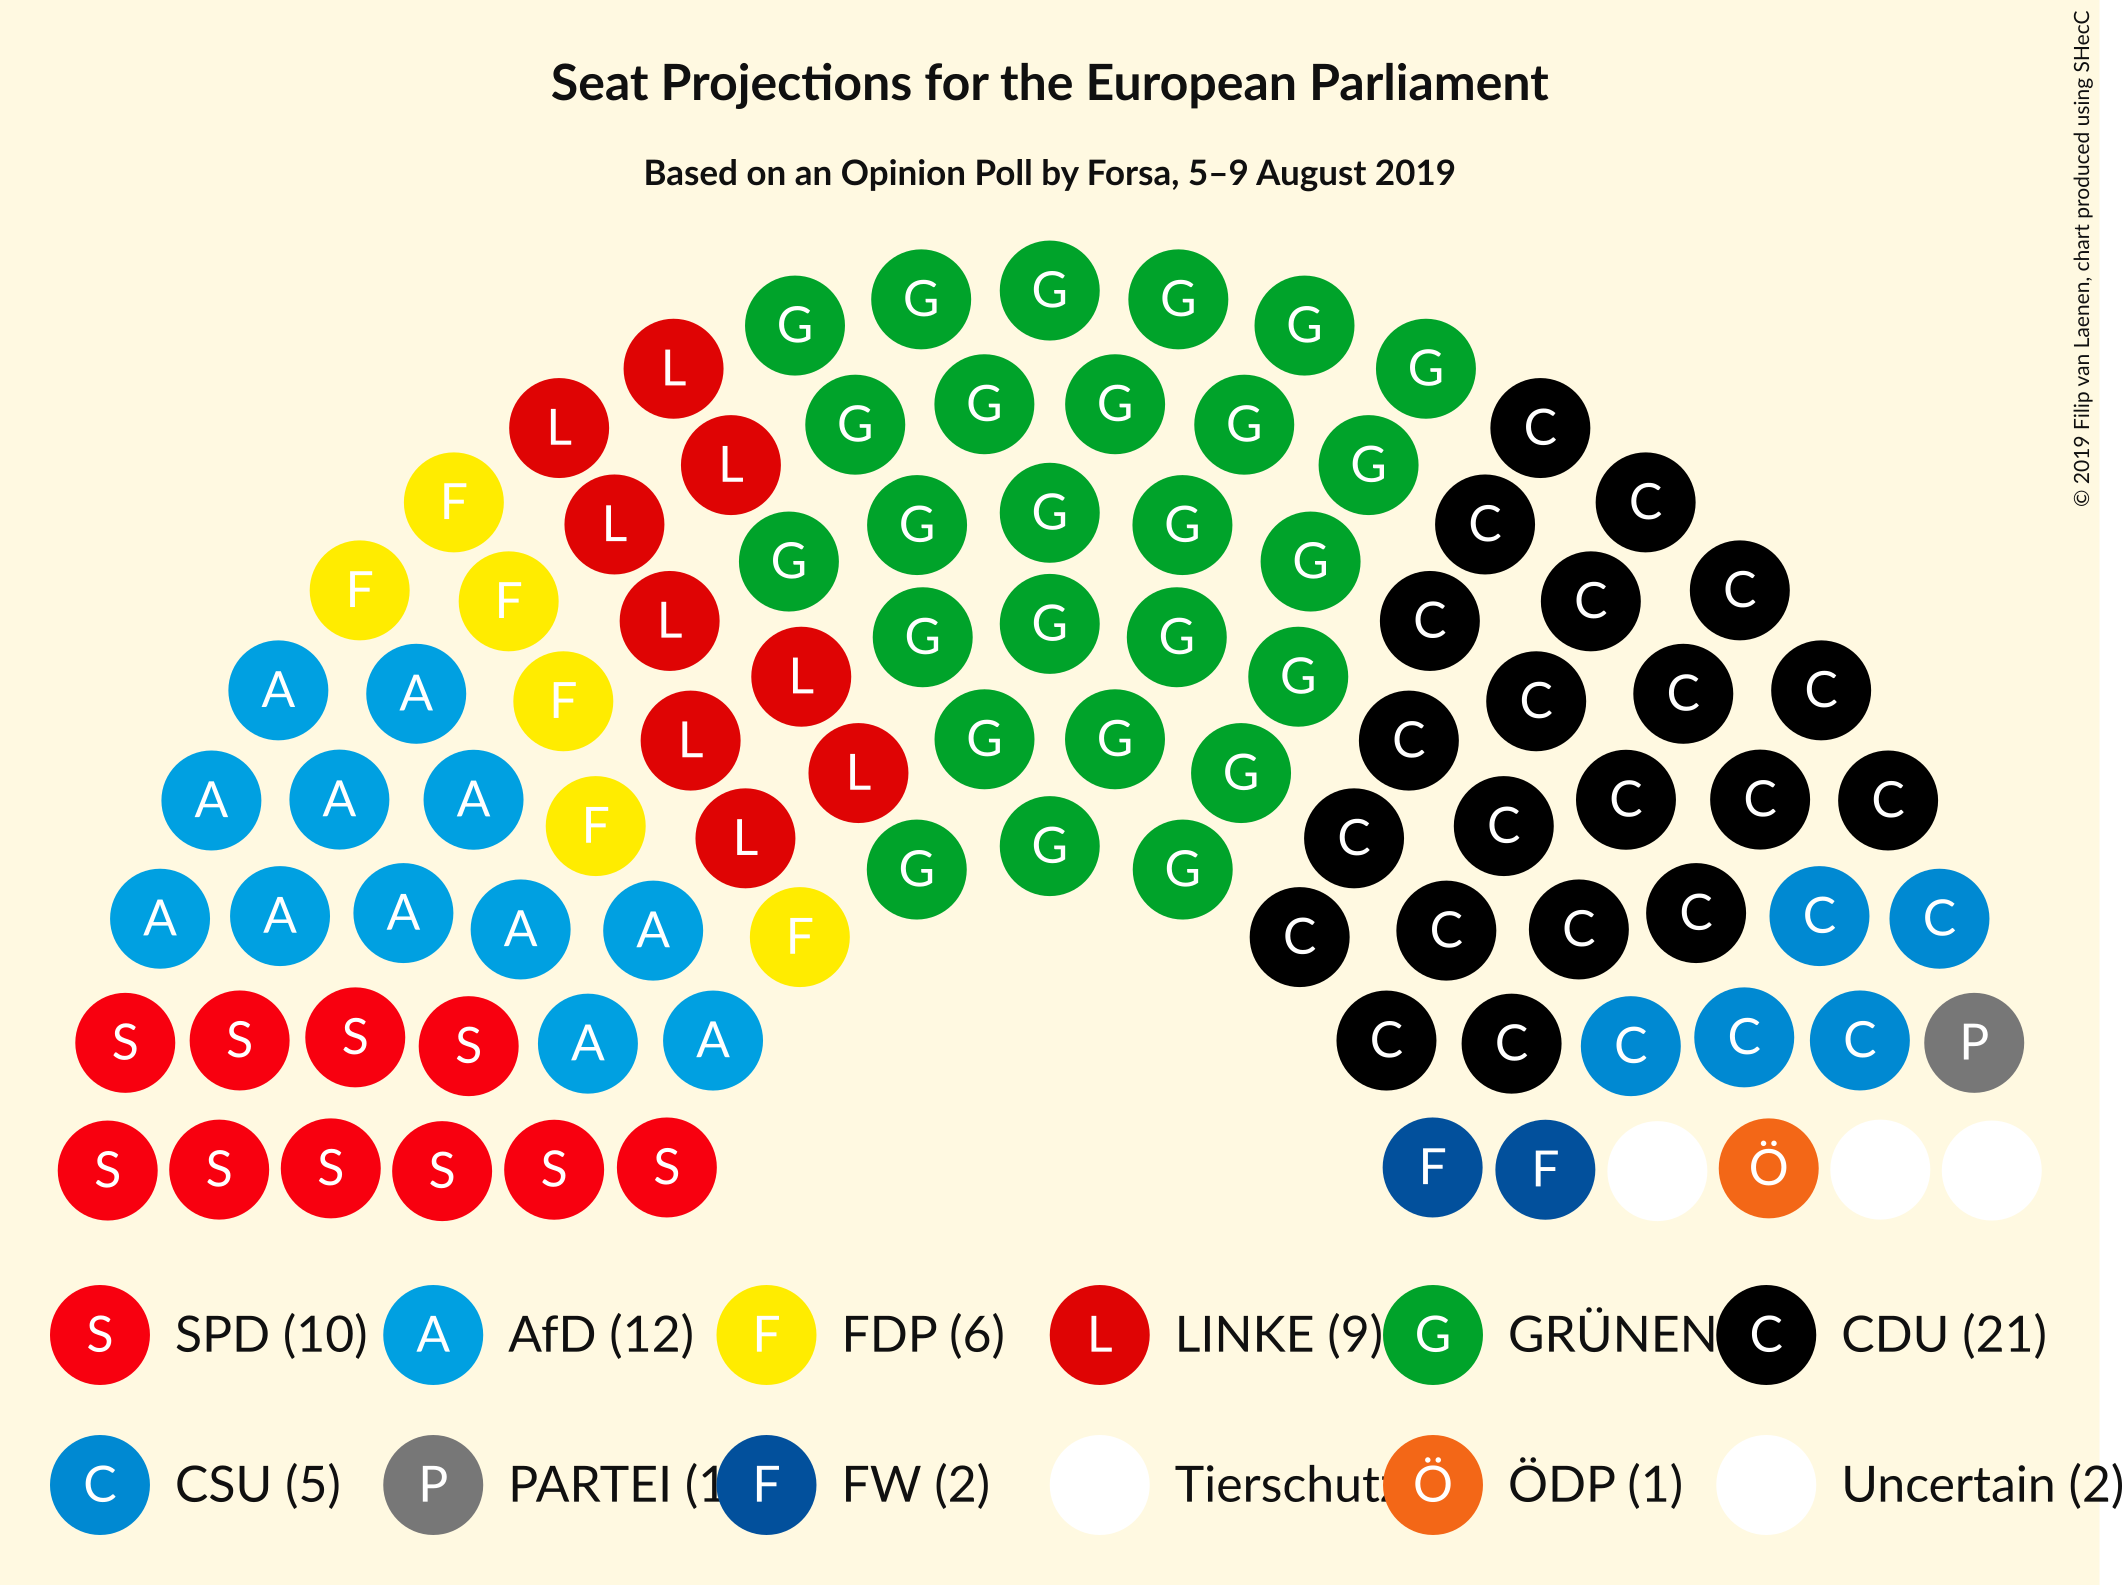 Seat Projections for the European Parliament
Based on an Opinion Poll by Forsa, 5–9 August 2019
© 2019 Filip van Laenen, chart produced using SHecC
G G G G G
L G
G G G G
L C
L G
F L C C
G G G
G G
F F L C C C
G G G
L G
A A F L C C C C
G G
L G
A A A F L C C C C C
G G G
A A A A A F C C C C C C
S S S S A A C C C C C P
S S S S S S F F Ö
S SPD (10) A AfD (12) F FDP (6) L LINKE (9) G GRÜNEN C CDU (21)
C CSU (5) P PARTEI (1 F FW (2) Tierschutz Ö ÖDP (1) Uncertain (2)